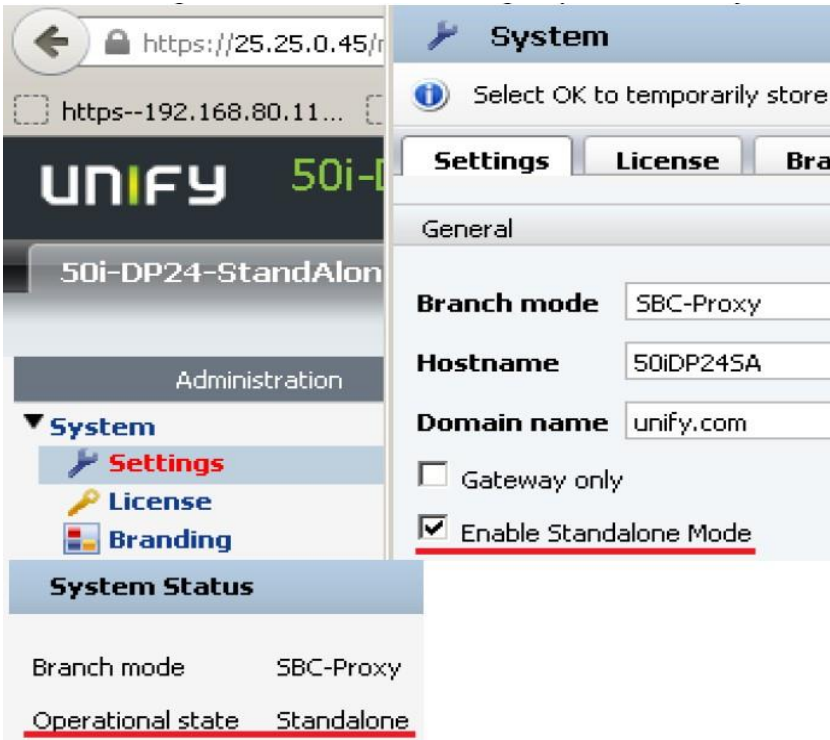 https://25.25.0.45/r
https--192.168.80.11...
UNIFY 50i-D
50i-DP24-StandAlon
Administration
System
Settings
License
Branding
System
Select OK to temporarily store
Settings License Bra
General
Branch mode SBC-Proxy
Hostname 50iDP24SA
Domain name unify.com
Gateway only
Enable Standalone Mode
System Status
Branch mode SBC-Proxy
Operational state Standalone